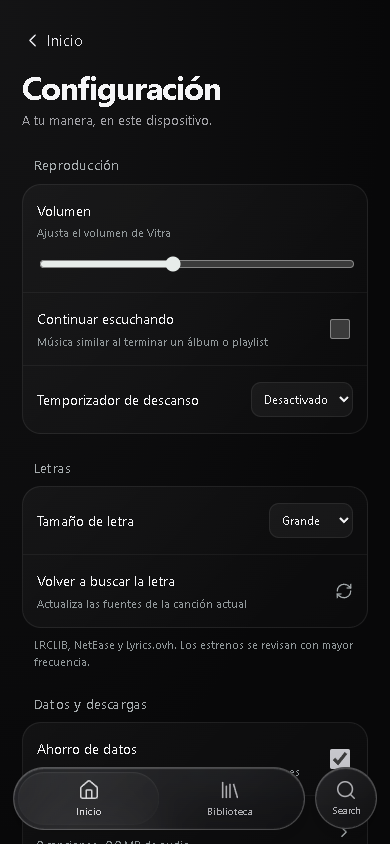 Inicio
Configuración
A tu manera, en este dispositivo.
Reproducción
Volumen
Ajusta el volumen de Vitra
Continuar escuchando
Música similar al terminar un álbum o playlist
Temporizador de descanso
Desactivado
Letras
Tamaño de letra
Grande
Volver a buscar la letra
Actualiza las fuentes de la canción actual
LRCLIB, NetEase y Lyrics.ovh. Los estrenos se revisan con mayor
frecuencia.
Datos y descargas
Ahorro de datos
Inicio
Biblioteca
Search